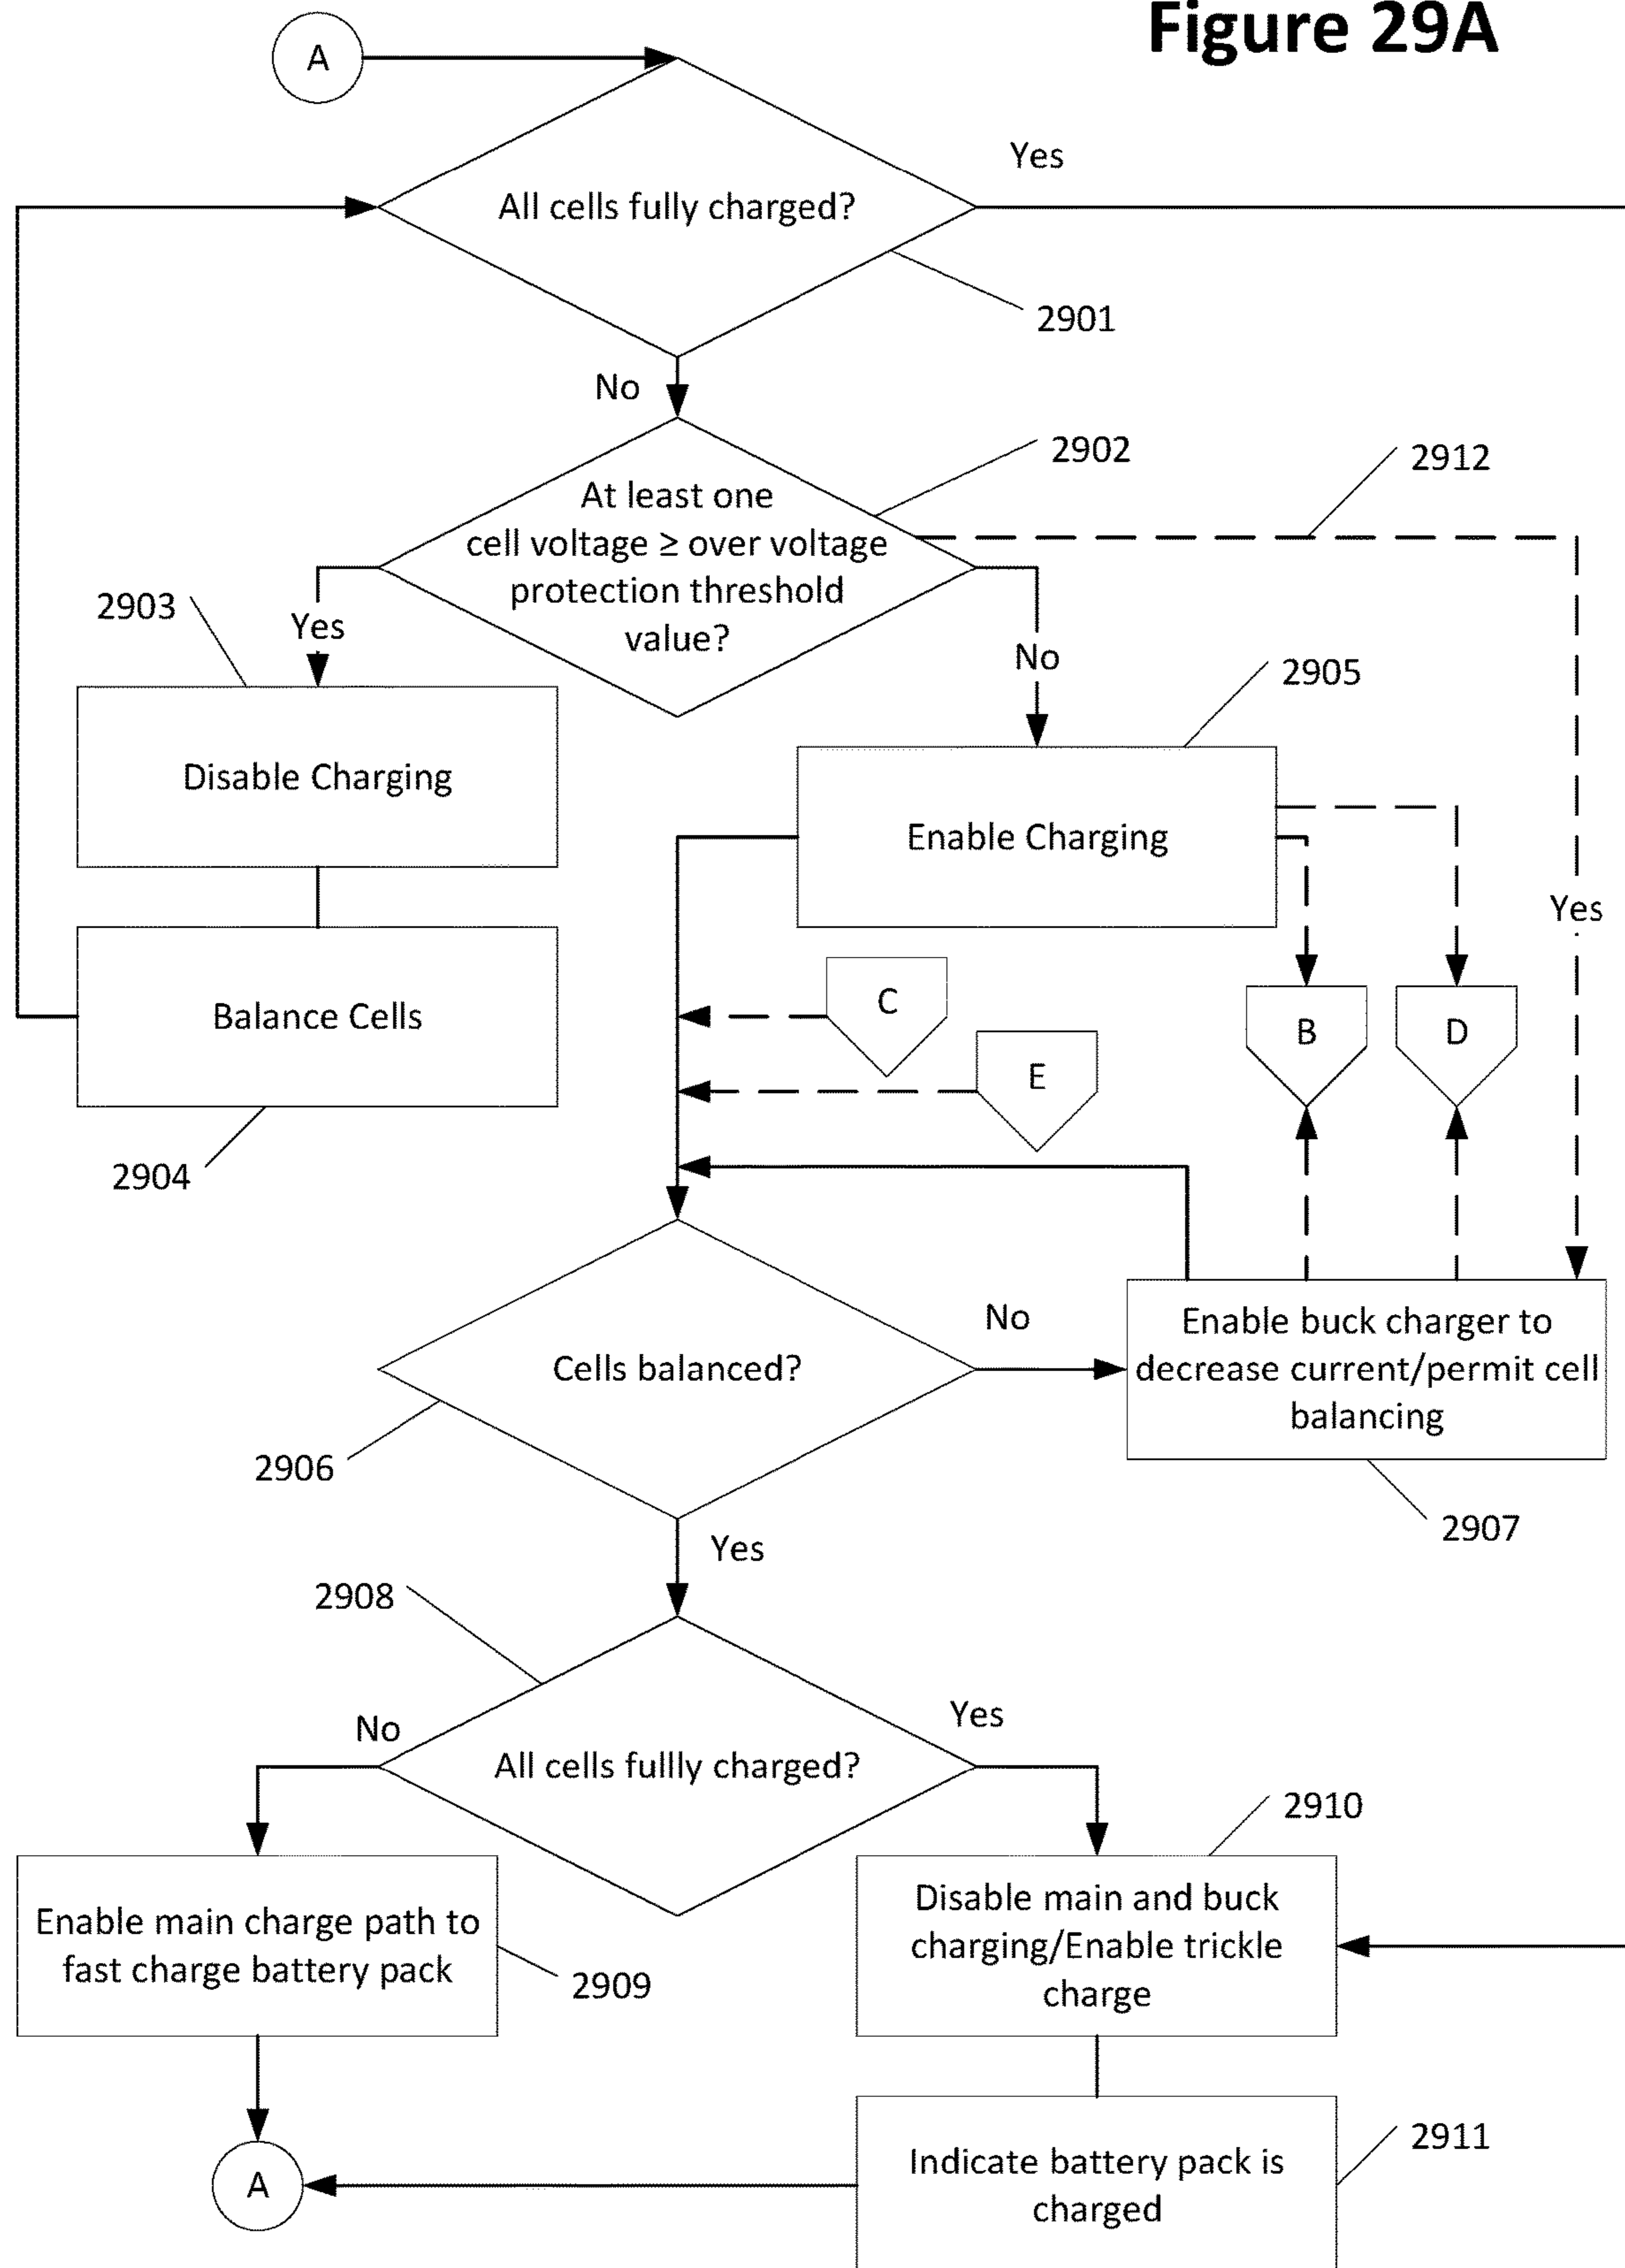 Figure 29A
A
Yes
All cells fully charged?
2901
No
2902
2912
At least one
cell voltage ≥ over voltage
protection threshold
value?
2903
Yes
No
2905
Disable Charging
Enable Charging
Yes
C
B
D
Balance Cells
E
2904
No
Enable buck charger to
decrease current/permit cell
balancing
Cells balanced?
2906
2907
Yes
2908
No
Yes
All cells fullly charged?
2910
Enable main charge path to
fast charge battery pack
2909
Disable main and buck
charging/Enable trickle
charge
2911
A
Indicate battery pack is
charged